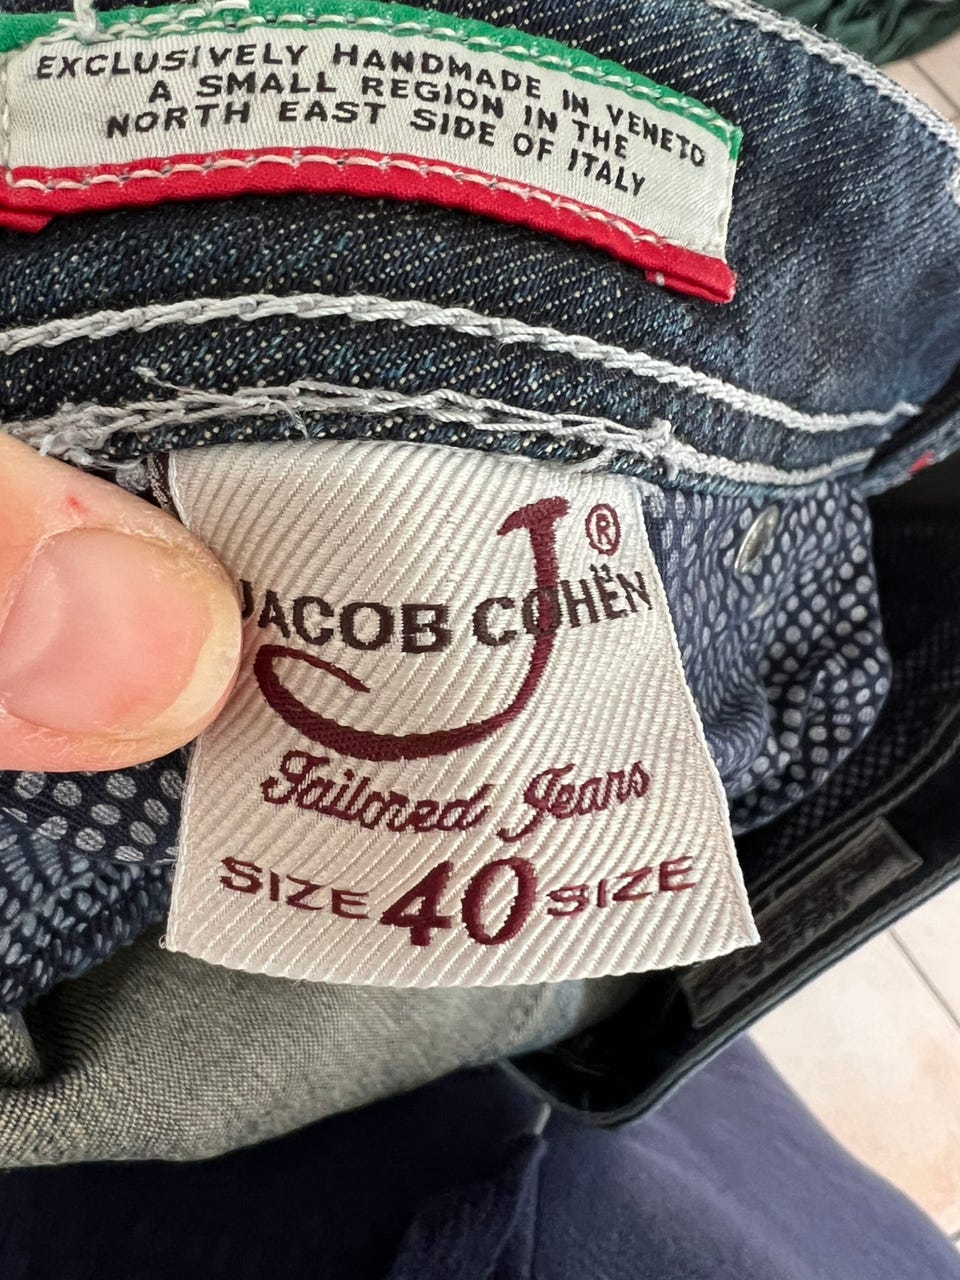 EXCLUSIVELY HANDMADE IN VENETO
A SMALL REGION IN THE
NORTH EAST SIDE OF ITALY
J®
JACOB COHËN
Tailored Jeans
SIZE 40 SIZE